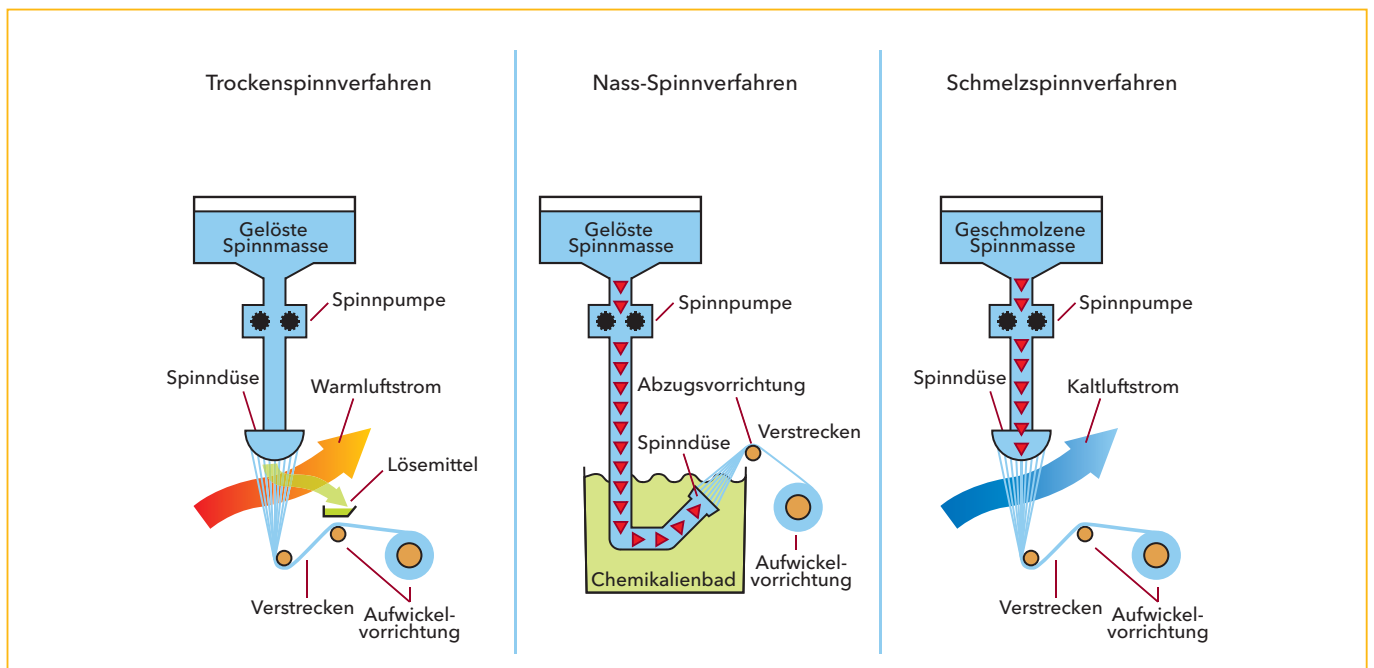 Trockenspinnverfahren
Gelöste
Spinnmasse
Spinnpumpe
Spinndüse
Warmluftstrom
Lösemittel
Verstrecken
Aufwickel-
vorrichtung
Nass-Spinnverfahren
Gelöste
Spinnmasse
Spinnpumpe
Abzugsvorrichtung
Verstrecken
Spinndüse
Aufwickel-
vorrichtung
Chemikalienbad
Schmelzspinnverfahren
Geschmolzene
Spinnmasse
Spinnpumpe
Spinndüse
Kaltluftstrom
Verstrecken
Aufwickel-
vorrichtung